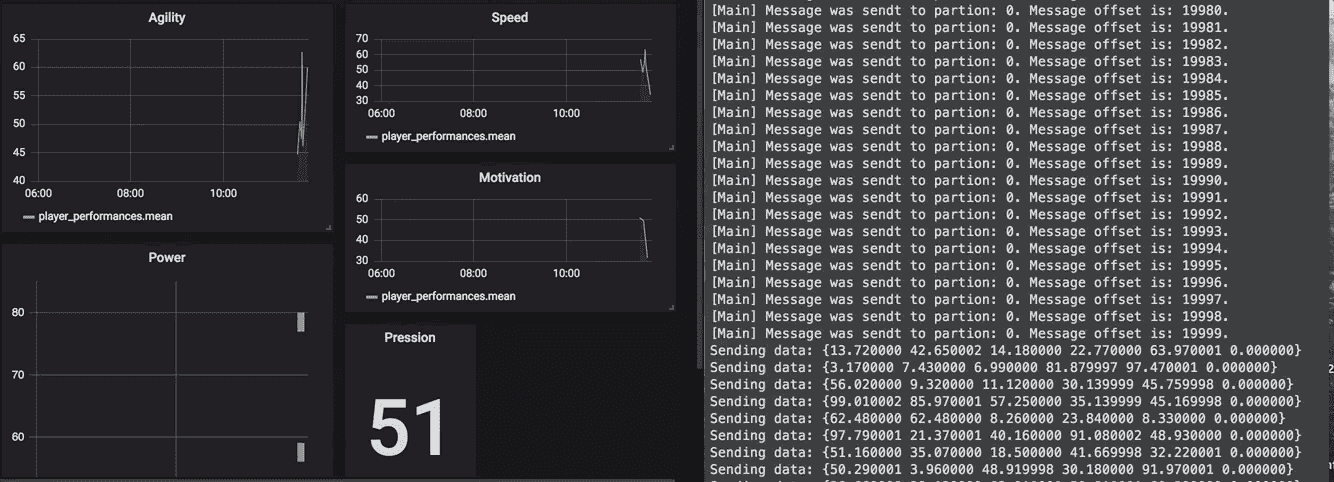 Agility
65
60
55
50
45
40
06:00 08:00 10:00
player_performances.mean
Power
80
70
60
Speed
70
60
50
40
30
06:00 08:00 10:00
player_performances.mean
Motivation
60
50
40
30
06:00 08:00 10:00
player_performances.mean
Pression
51
[Main] Message was sendt to partion: 0. Message offset is: 19980.
[Main] Message was sendt to partion: 0. Message offset is: 19981.
[Main] Message was sendt to partion: 0. Message offset is: 19982.
[Main] Message was sendt to partion: 0. Message offset is: 19983.
[Main] Message was sendt to partion: 0. Message offset is: 19984.
[Main] Message was sendt to partion: 0. Message offset is: 19985.
[Main] Message was sendt to partion: 0. Message offset is: 19986.
[Main] Message was sendt to partion: 0. Message offset is: 19987.
[Main] Message was sendt to partion: 0. Message offset is: 19988.
[Main] Message was sendt to partion: 0. Message offset is: 19989.
[Main] Message was sendt to partion: 0. Message offset is: 19990.
[Main] Message was sendt to partion: 0. Message offset is: 19991.
[Main] Message was sendt to partion: 0. Message offset is: 19992.
[Main] Message was sendt to partion: 0. Message offset is: 19993.
[Main] Message was sendt to partion: 0. Message offset is: 19994.
[Main] Message was sendt to partion: 0. Message offset is: 19995.
[Main] Message was sendt to partion: 0. Message offset is: 19996.
[Main] Message was sendt to partion: 0. Message offset is: 19997.
[Main] Message was sendt to partion: 0. Message offset is: 19998.
[Main] Message was sendt to partion: 0. Message offset is: 19999.
Sending data: {13.720000 42.650002 14.180000 22.770000 63.970001 0.000000}
Sending data: {3.170000 7.430000 6.990000 81.879997 97.470001 0.000000}
Sending data: {56.020000 9.320000 11.120000 30.139999 45.759998 0.000000}
Sending data: {99.010002 85.970001 57.250000 35.139999 45.169998 0.000000}
Sending data: {62.480000 62.480000 8.260000 23.840000 8.330000 0.000000}
Sending data: {97.790001 21.370001 40.160000 91.080002 48.930000 0.000000}
Sending data: {51.160000 35.070000 18.500000 41.669998 32.220001 0.000000}
Sending data: {50.290001 3.960000 48.919998 30.180000 91.970001 0.000000}